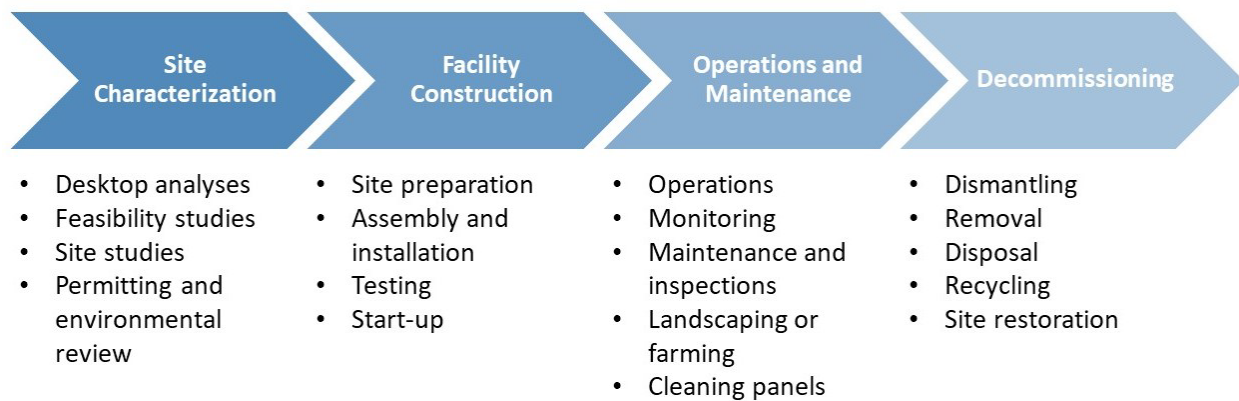 Site
Characterization
Facility
Construction
Operations and
Maintenance
Decommissioning
• Desktop analyses
• Feasibility studies
• Site studies
• Permitting and
environmental
review
• Site preparation
• Assembly and
installation
• Testing
• Start-up
• Operations
• Monitoring
• Maintenance and
inspections
• Landscaping or
farming
• Cleaning panels
• Dismantling
• Removal
• Disposal
• Recycling
• Site restoration